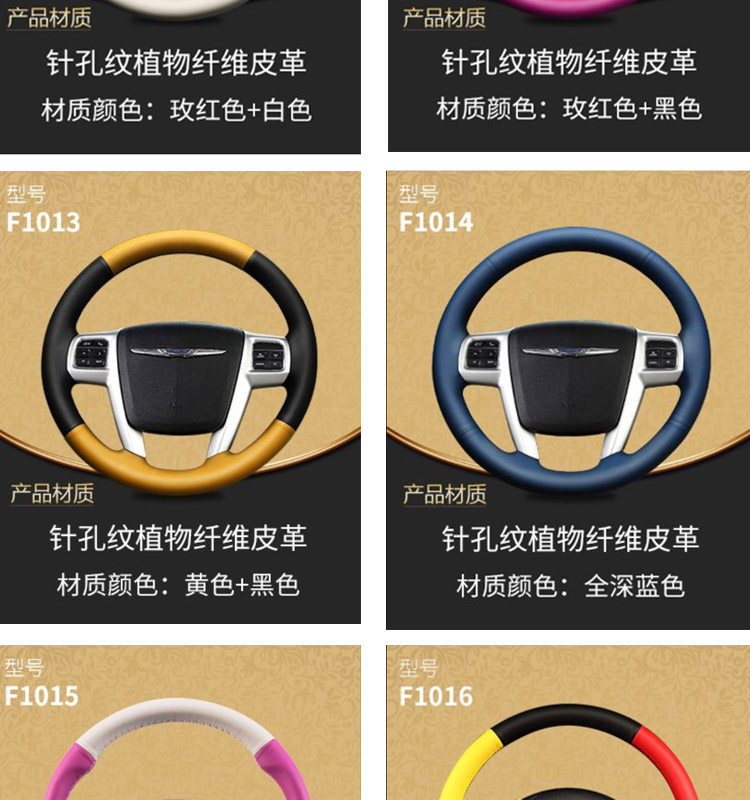 产品材质
针孔纹植物纤维皮革
材质颜色：玫红色+白色
产品材质
针孔纹植物纤维皮革
材质颜色：玫红色+黑色
型号
F1013
产品材质
针孔纹植物纤维皮革
材质颜色：黄色+黑色
型号
F1014
产品材质
针孔纹植物纤维皮革
材质颜色：全深蓝色
型号
F1015
型号
F1016